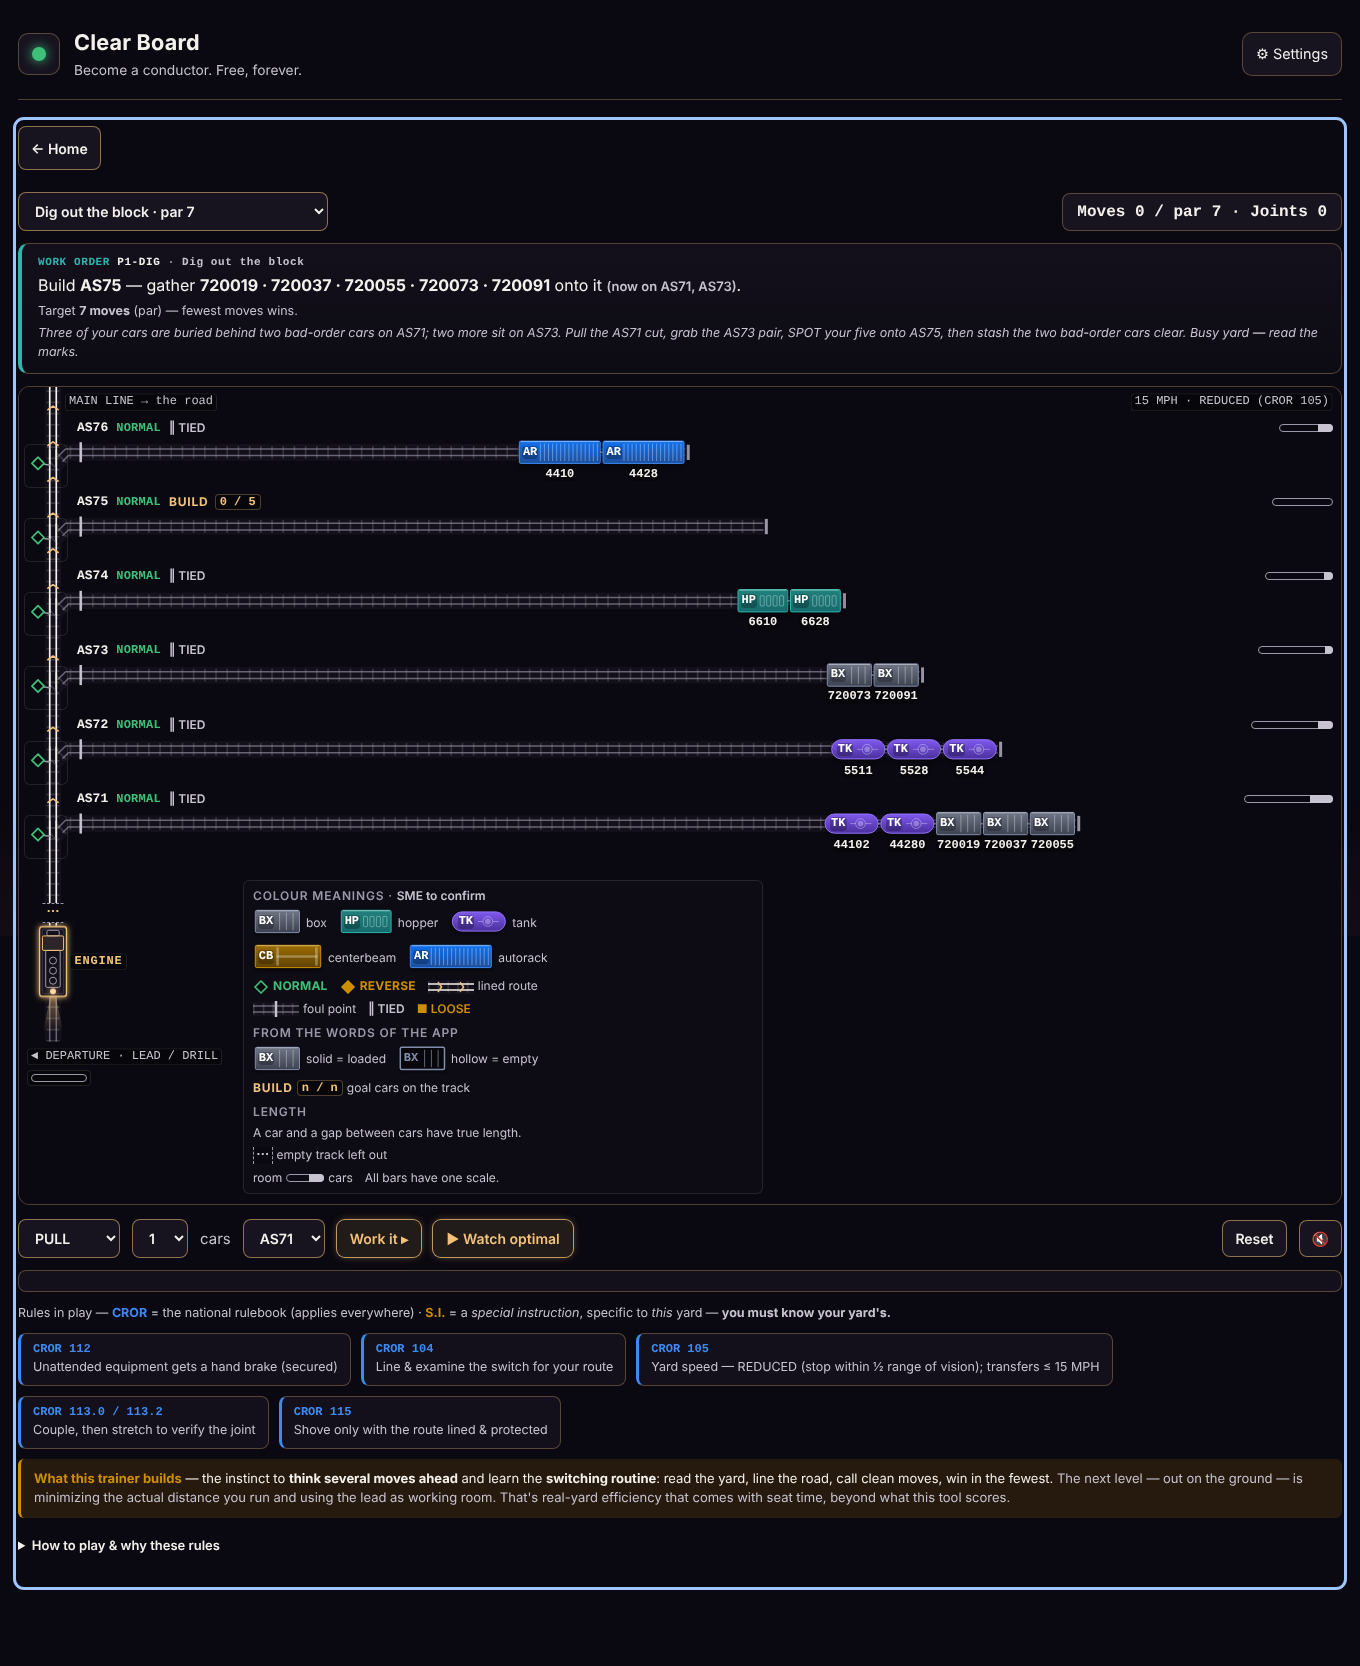 Clear Board
Become a conductor. Free, forever.
⚙ Settings
← Home
Dig out the block · par 7
Moves 0 / par 7 · Joints 0
WORK ORDER P1-DIG · Dig out the block
Build AS75 — gather 720019 · 720037 · 720055 · 720073 · 720091 onto it (now on AS71, AS73).
Target 7 moves (par) — fewest moves wins.
Three of your cars are buried behind two bad-order cars on AS71; two more sit on AS73. Pull the AS71 cut, grab the AS73 pair, SPOT your five onto AS75, then stash the two bad-order cars clear. Busy yard — read the
marks.
MAIN LINE → the road
15 MPH · REDUCED (CROR 105)
AS76 NORMAL TIED
AR AR
4410 4428
AS75 NORMAL BUILD 0 / 5
AS74 NORMAL TIED
HP HP
6610 6628
AS73 NORMAL TIED
BX BX
720073 720091
AS72 NORMAL TIED
TK TK TK
5511 5528 5544
AS71 NORMAL TIED
TK TK BX BX BX
44102 44280 720019 720037 720055
ENGINE
◄ DEPARTURE · LEAD / DRILL
COLOUR MEANINGS · SME to confirm
BX box HP hopper TK tank
CB centerbeam AR autorack
NORMAL REVERSE lined route
foul point TIED LOOSE
FROM THE WORDS OF THE APP
BX solid = loaded BX hollow = empty
BUILD n / n goal cars on the track
LENGTH
A car and a gap between cars have true length.
⋯ empty track left out
room cars All bars have one scale.
PULL 1 cars AS71 Work it ▸ ▶ Watch optimal
Reset
Rules in play — CROR = the national rulebook (applies everywhere) · S.I. = a special instruction, specific to this yard — you must know your yard's.
CROR 112
Unattended equipment gets a hand brake (secured)
CROR 104
Line & examine the switch for your route
CROR 105
Yard speed — REDUCED (stop within ½ range of vision); transfers ≤ 15 MPH
CROR 113.0 / 113.2
Couple, then stretch to verify the joint
CROR 115
Shove only with the route lined & protected
What this trainer builds — the instinct to think several moves ahead and learn the switching routine: read the yard, line the road, call clean moves, win in the fewest. The next level — out on the ground — is
minimizing the actual distance you run and using the lead as working room. That's real-yard efficiency that comes with seat time, beyond what this tool scores.
▶ How to play & why these rules